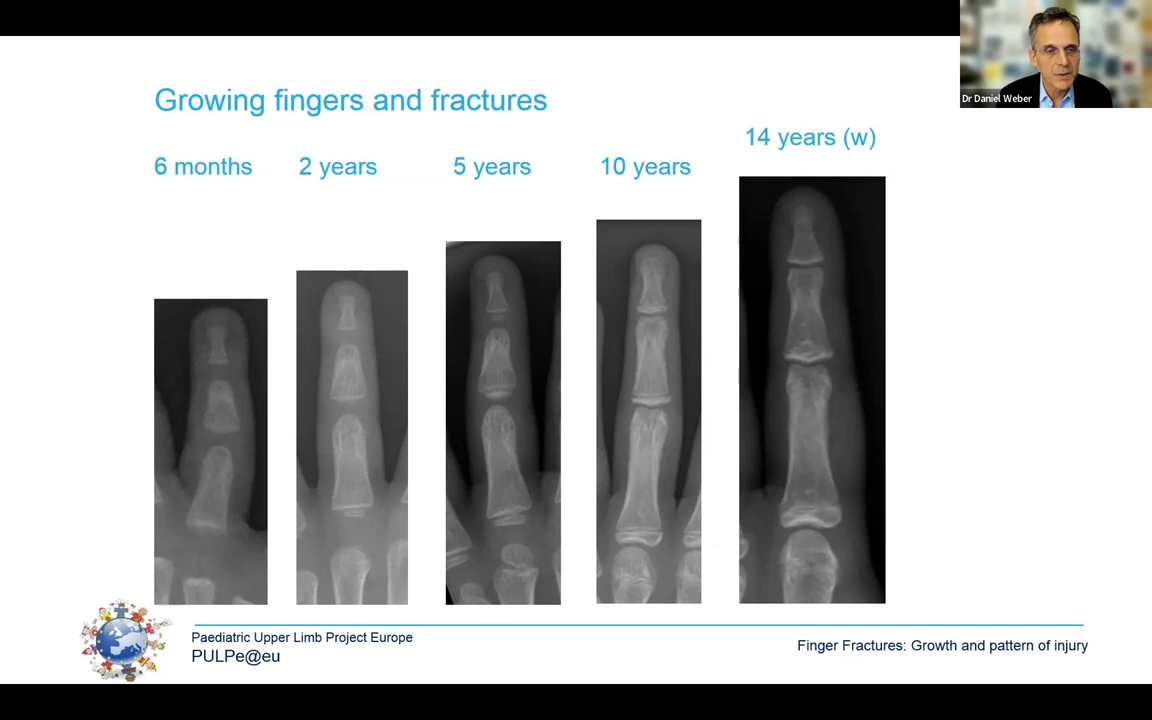 Growing fingers and fractures
Dr Daniel Weber
14 years (w)
6 months
2 years
5 years
10 years
Paediatric Upper Limb Project Europe
PULPe@eu
Finger Fractures: Growth and pattern of injury